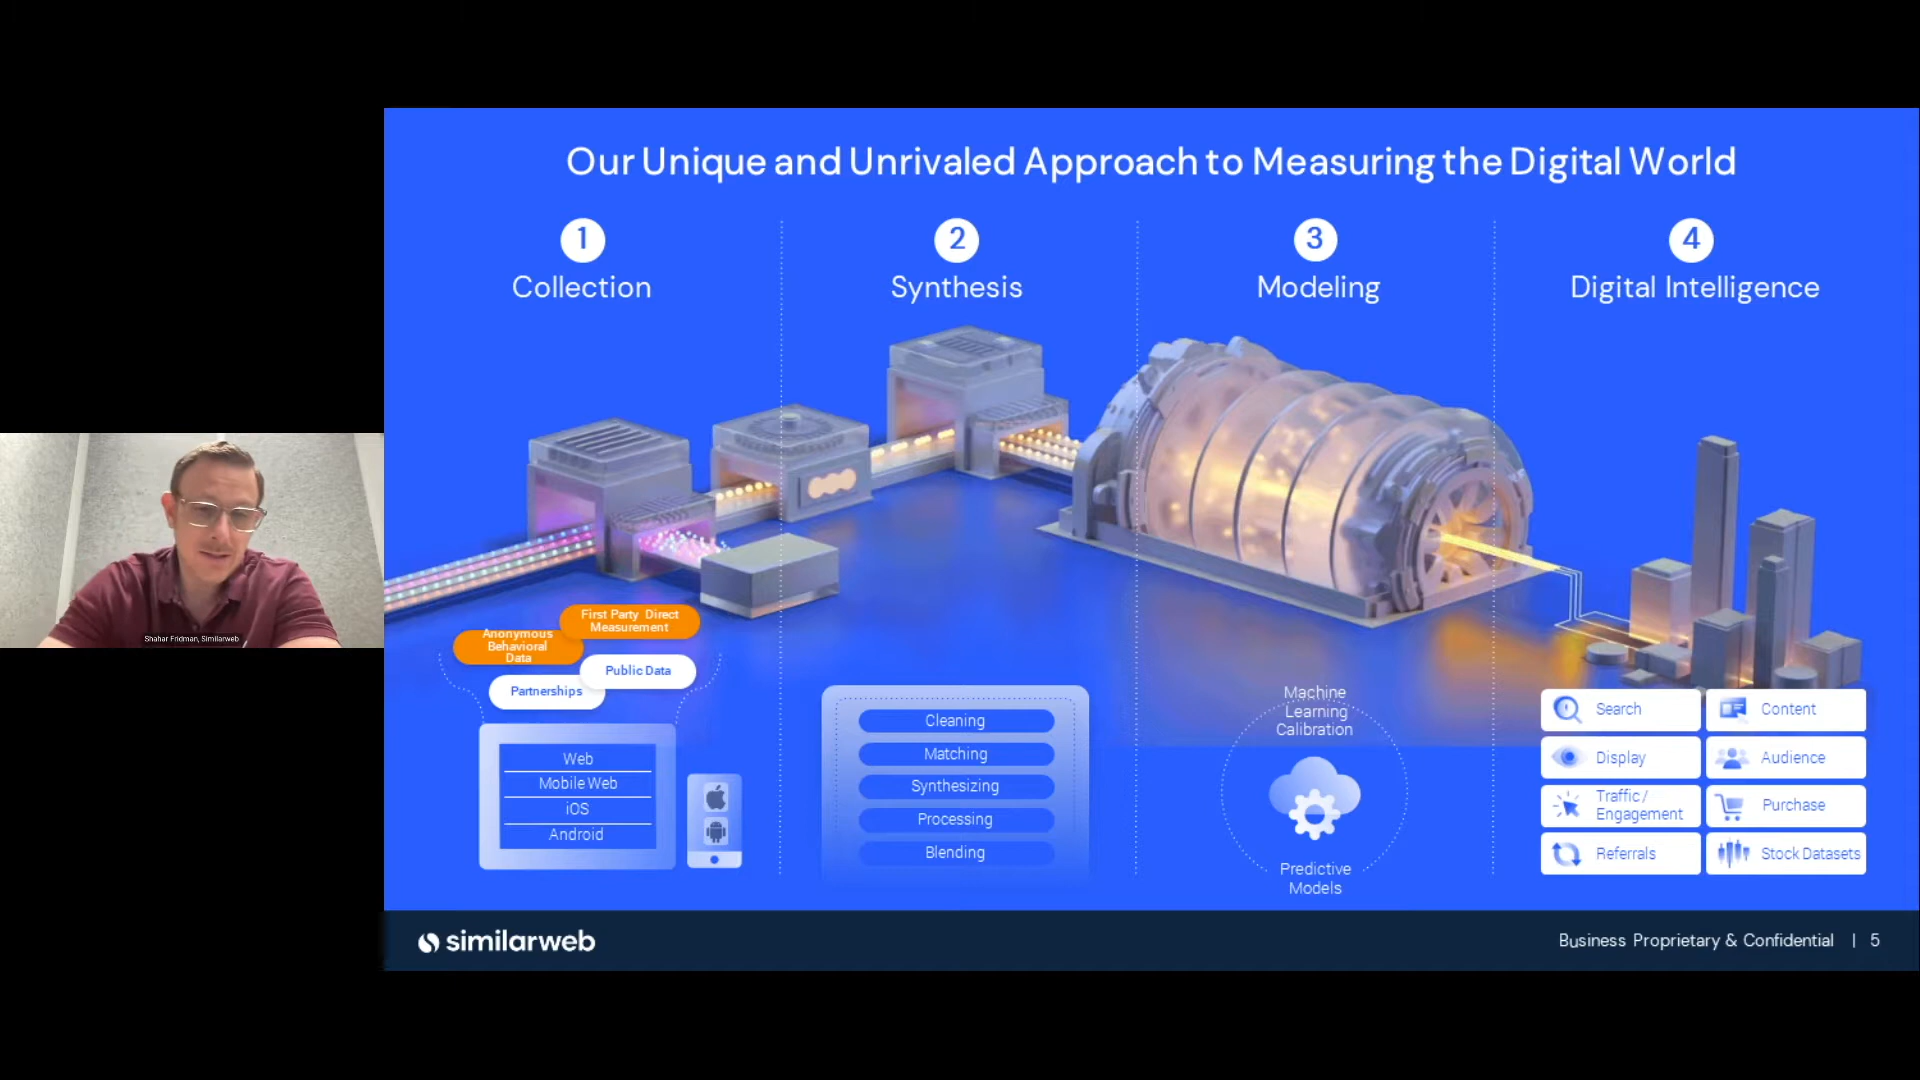 Our Unique and Unrivaled Approach to Measuring the Digital World
1
Collection
2
Synthesis
3
Modeling
4
Digital Intelligence
First Party Direct
Measurement
Anonymous
Behavioral
Data
Public Data
Partnerships
Web
Mobile Web
iOS
Android
Cleaning
Matching
Synthesizing
Processing
Blending
Machine
Learning
Calibration
Predictive
Models
Search
Content
Display
Audience
Traffic /
Engagement
Purchase
Referrals
Stock Datasets
Shahar Fridman, Similarweb
similarweb
Business Proprietary & Confidential | 5